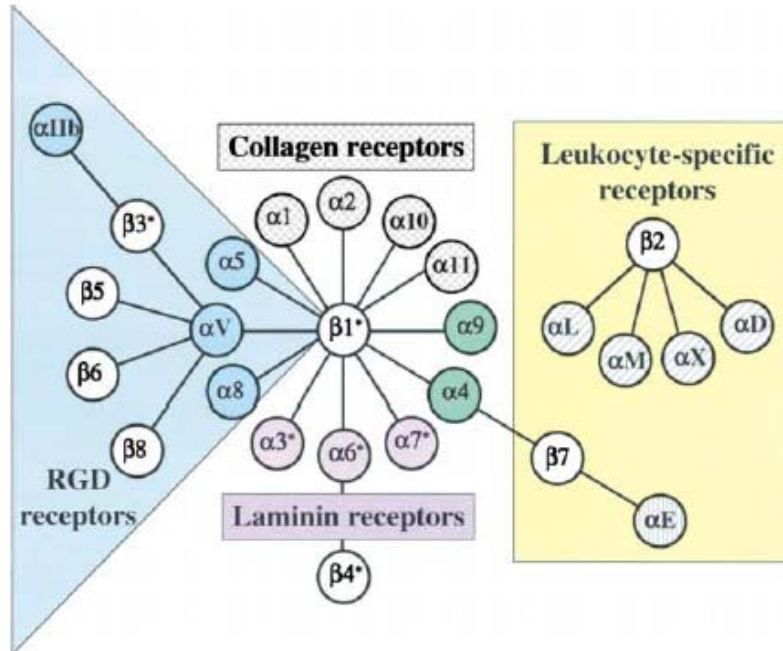 αIIb
Collagen receptors
Leukocyte-specific
receptors
α2
α1
α10
β3*
β2
α5
α11
β5
αV
β1*
α9
αL
αD
αM
αX
β6
α8
α4
β8
α3*
α6*
α7*
β7
RGD
receptors
Laminin receptors
αE
β4*